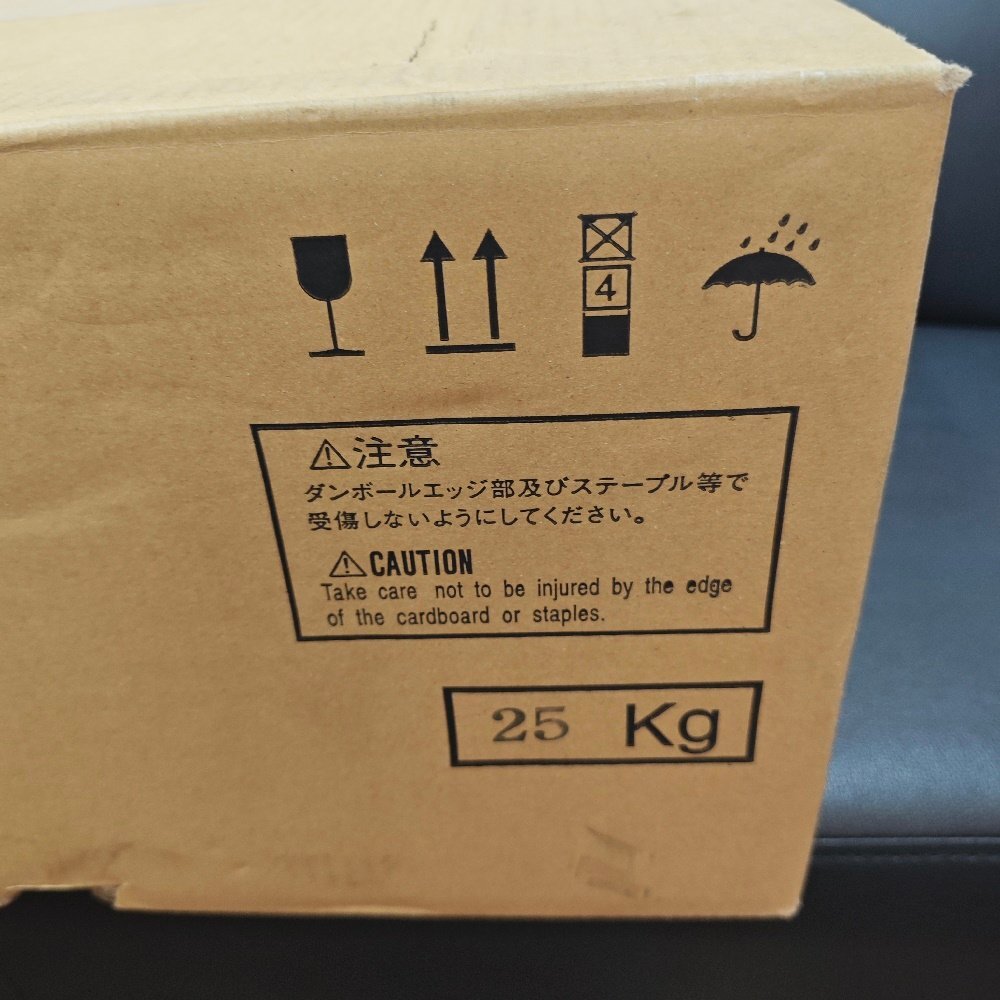 4
⚠注意
ダンボールエッジ部及びステープル等で
受傷しないようにしてください。
⚠CAUTION
Take care not to be injured by the edge
of the cardboard or staples.
25 Kg